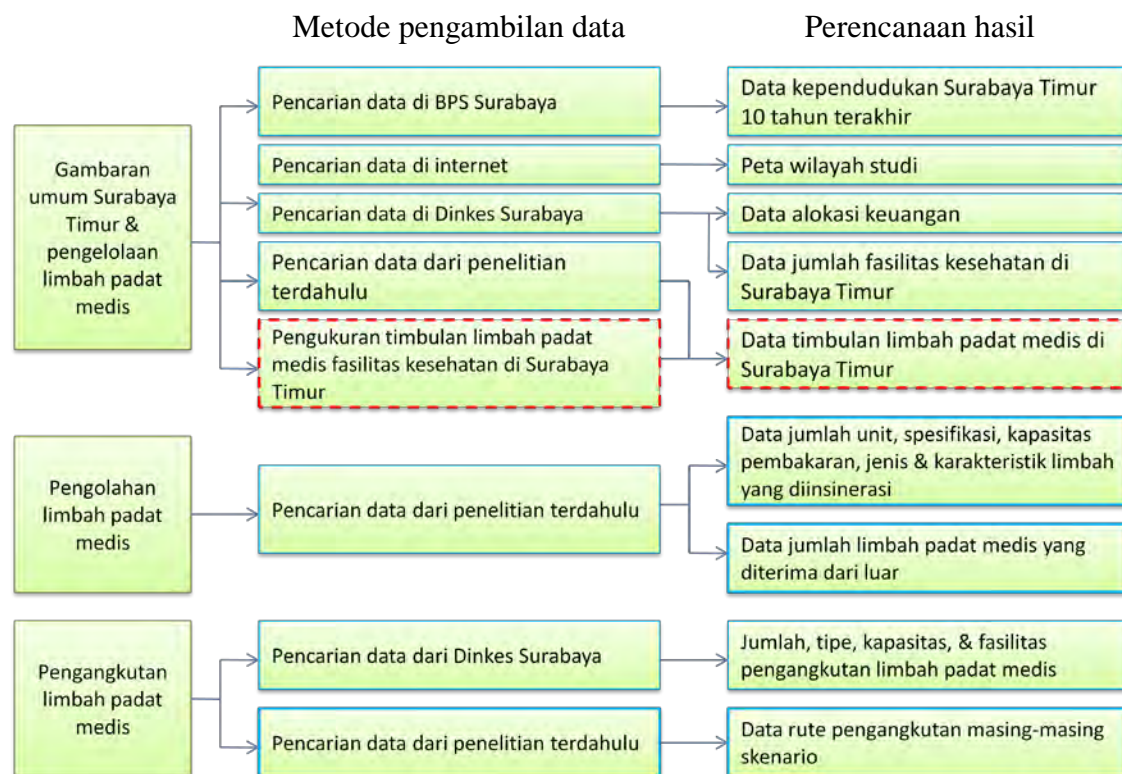 Metode pengambilan data
Perencanaan hasil
Gambaran
umum Surabaya
Timur &
pengelolaan
limbah padat
medis
Pencarian data di BPS Surabaya
Data kependudukan Surabaya Timur
10 tahun terakhir
Pencarian data di internet
Peta wilayah studi
Pencarian data di Dinkes Surabaya
Data alokasi keuangan
Data jumlah fasilitas kesehatan di
Surabaya Timur
Pencarian data dari penelitian
terdahulu
Pengukuran timbulan limbah padat
medis fasilitas kesehatan di Surabaya
Timur
Data timbulan limbah padat medis di
Surabaya Timur
Pengolahan
limbah padat
medis
Pencarian data dari penelitian terdahulu
Data jumlah unit, spesifikasi, kapasitas
pembakaran, jenis & karakteristik limbah
yang diinsinerasi
Data jumlah limbah padat medis yang
diterima dari luar
Pengangkutan
limbah padat
medis
Pencarian data dari Dinkes Surabaya
Jumlah, tipe, kapasitas, & fasilitas
pengangkutan limbah padat medis
Pencarian data dari penelitian terdahulu
Data rute pengangkutan masing-masing
skenario